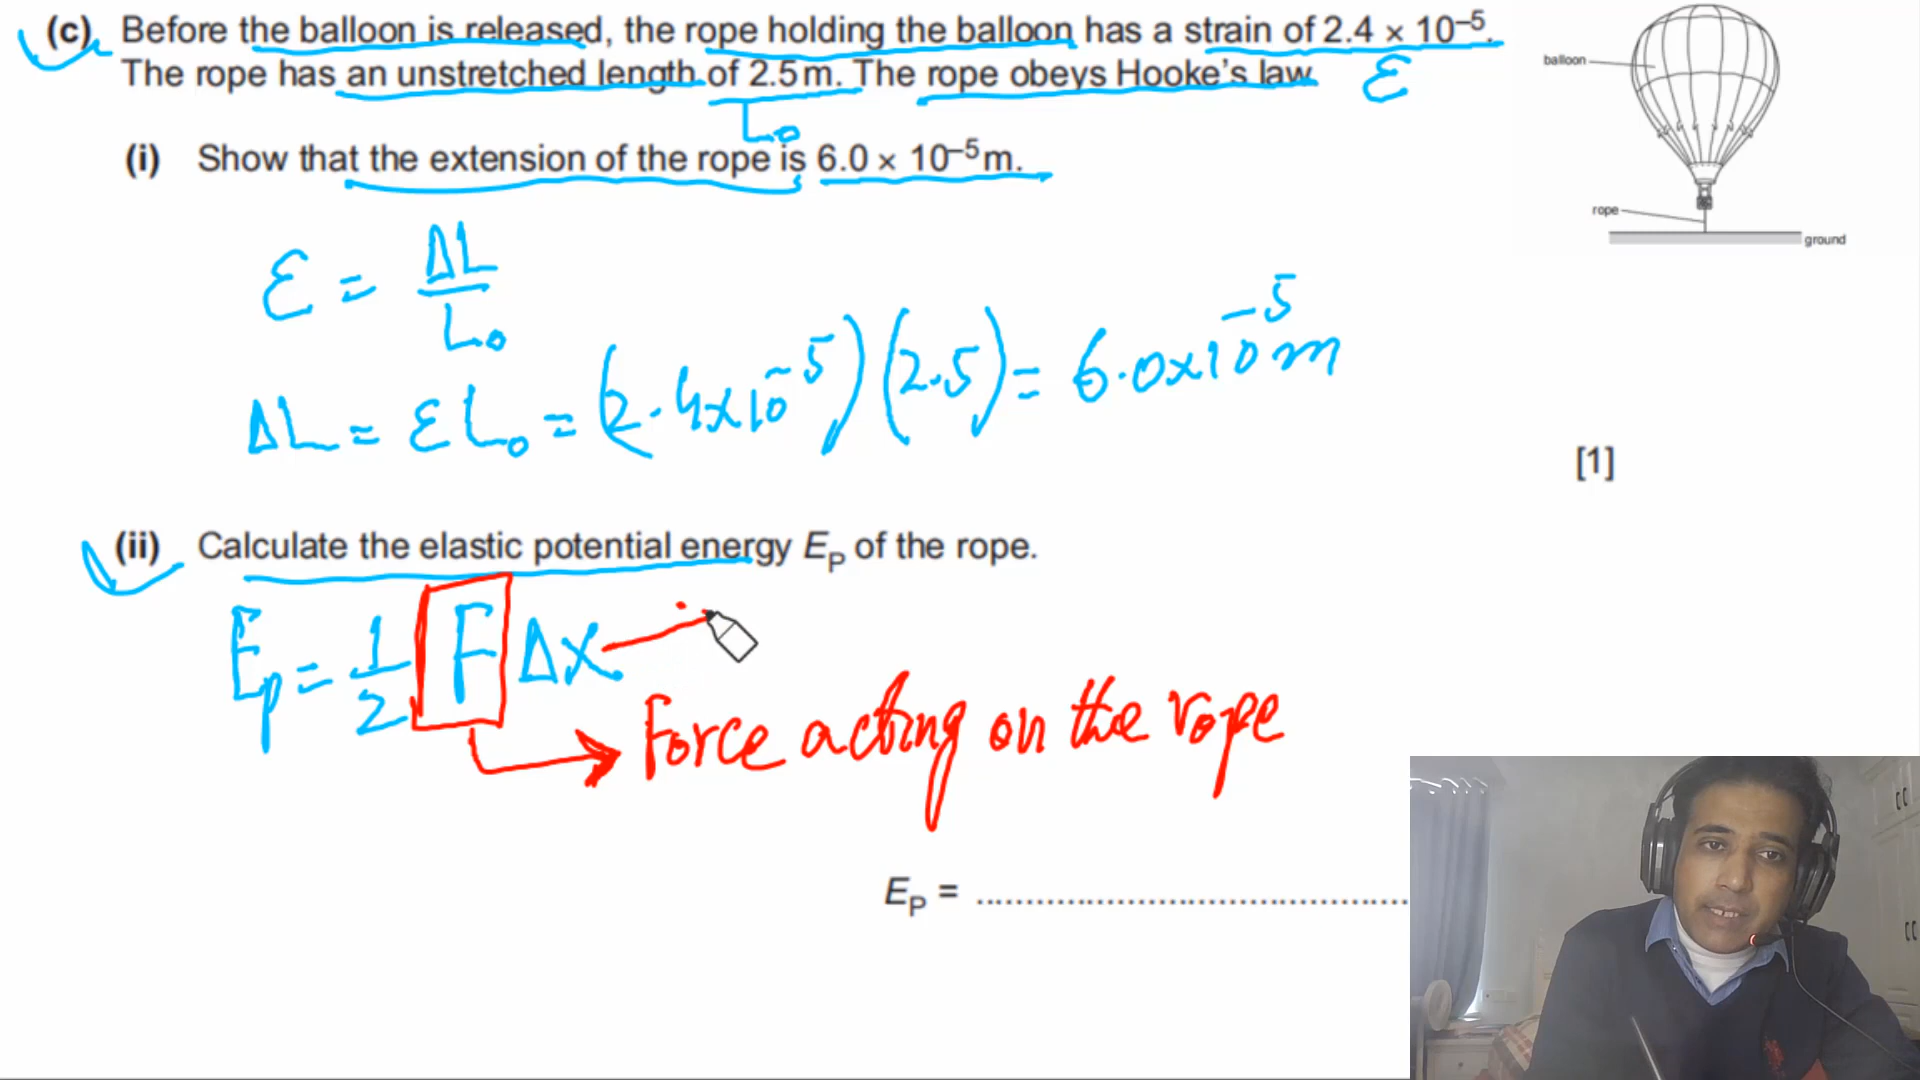 (c) Before the balloon is released, the rope holding the balloon has a strain of 2.4 × 10⁻⁵.
The rope has an unstretched length of 2.5 m. The rope obeys Hooke's law
ε
L₀
balloon
rope
ground
(i) Show that the extension of the rope is 6.0 × 10⁻⁵ m.
ε = ΔL / L₀
ΔL = εL₀ = (2.4x10⁻⁵)(2.5) = 6.0x10⁻⁵ m
[1]
(ii) Calculate the elastic potential energy Eₚ of the rope.
Eₚ = 1/2 F Δx
Force acting on the rope
Eₚ = ..........................................